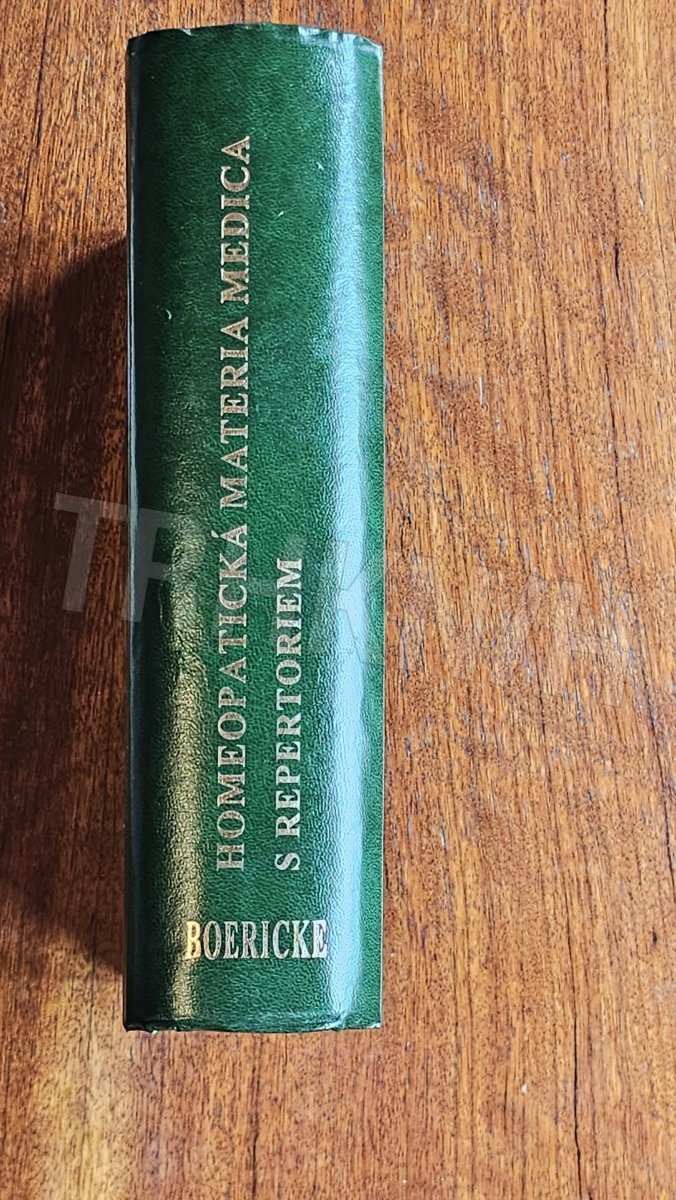 HOMEOPATICKÁ MATERIA MEDICA
S REPERTORIEM
BOERICKE